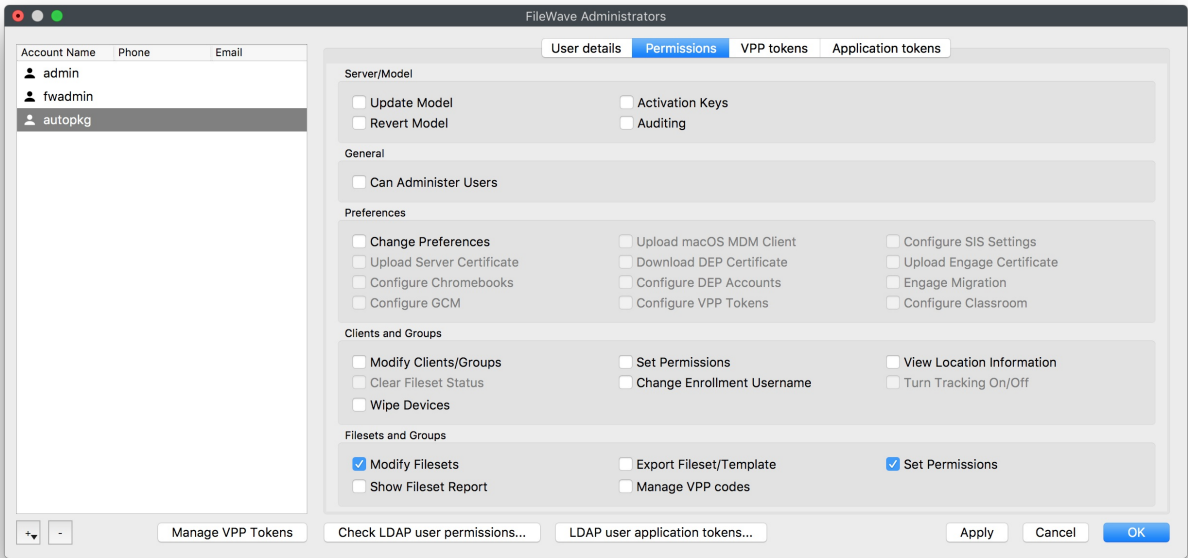 FileWave Administrators
Account Name Phone Email
admin
fwadmin
autopkg
User details Permissions VPP tokens Application tokens
Server/Model
Update Model Activation Keys
Revert Model Auditing
General
Can Administer Users
Preferences
Change Preferences Upload macOS MDM Client Configure SIS Settings
Upload Server Certificate Download DEP Certificate Upload Engage Certificate
Configure Chromebooks Configure DEP Accounts Engage Migration
Configure GCM Configure VPP Tokens Configure Classroom
Clients and Groups
Modify Clients/Groups Set Permissions View Location Information
Clear Fileset Status Change Enrollment Username Turn Tracking On/Off
Wipe Devices
Filesets and Groups
Modify Filesets Export Fileset/Template Set Permissions
Show Fileset Report Manage VPP codes
+ - Manage VPP Tokens Check LDAP user permissions... LDAP user application tokens... Apply Cancel OK